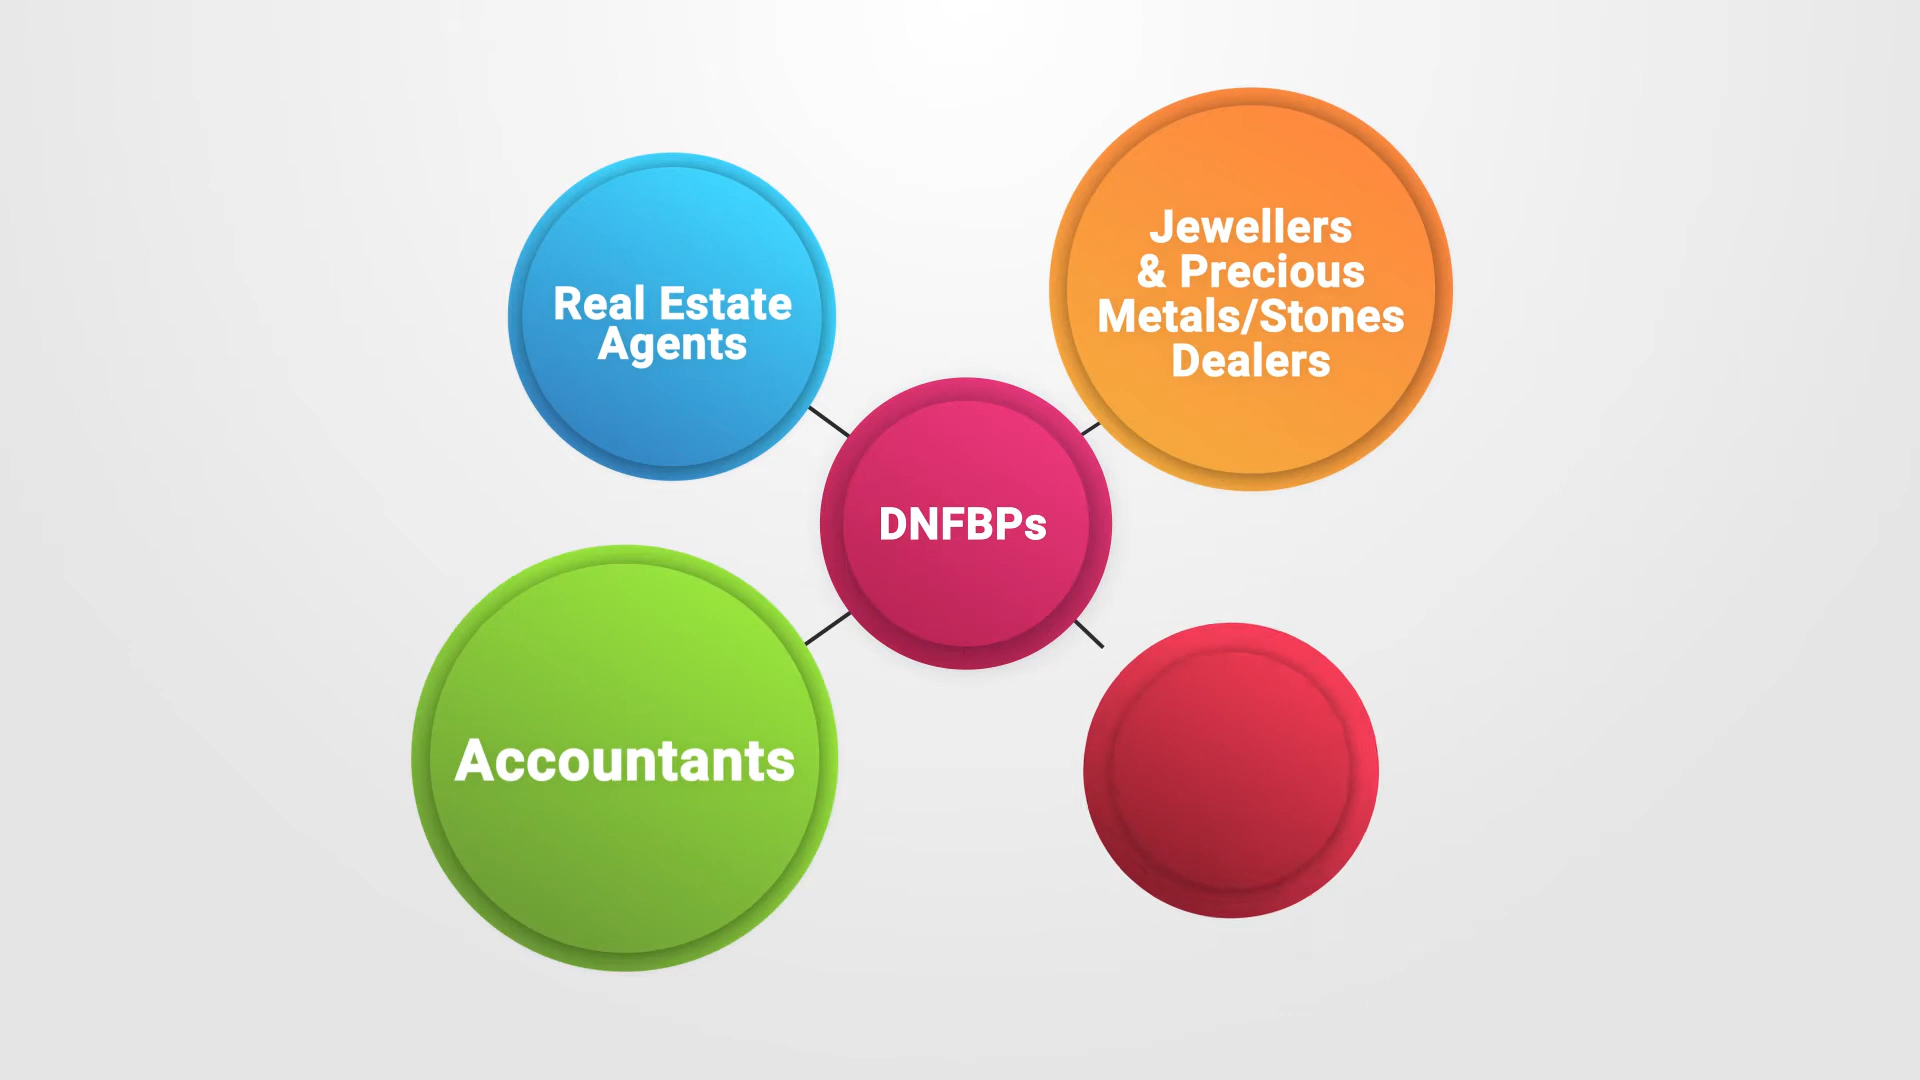 Real Estate
Agents
Jewellers
& Precious
Metals/Stones
Dealers
DNFBPs
Accountants